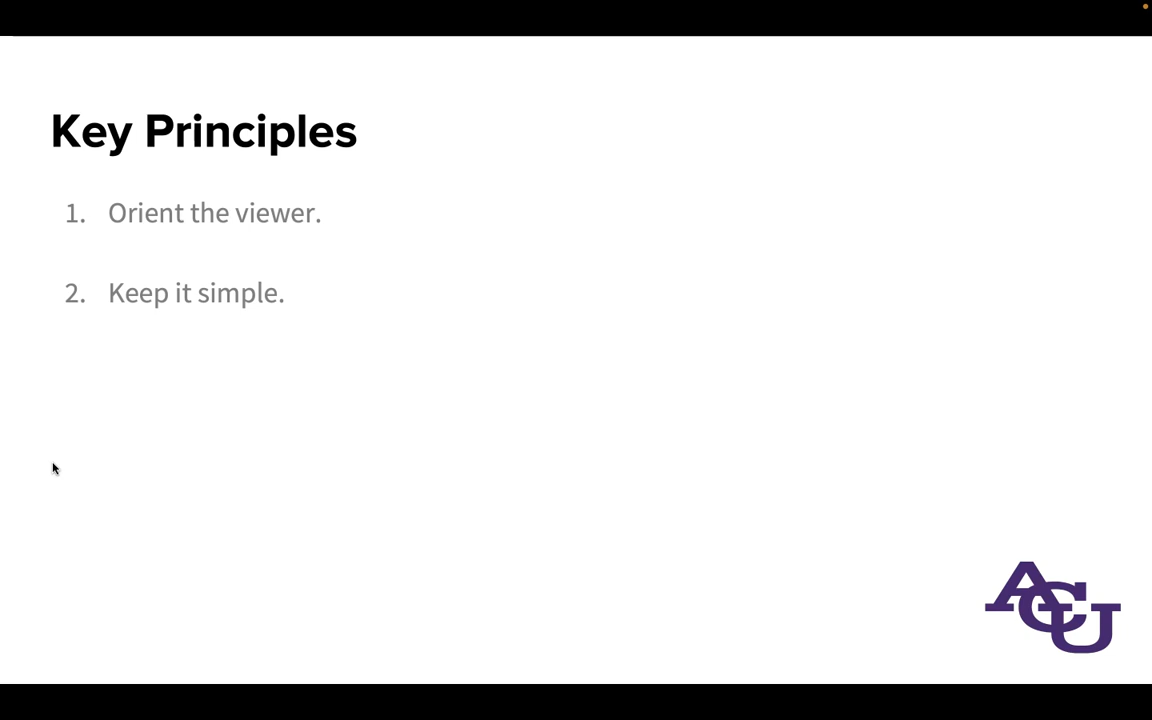 Key Principles
1. Orient the viewer.
2. Keep it simple.
ACU